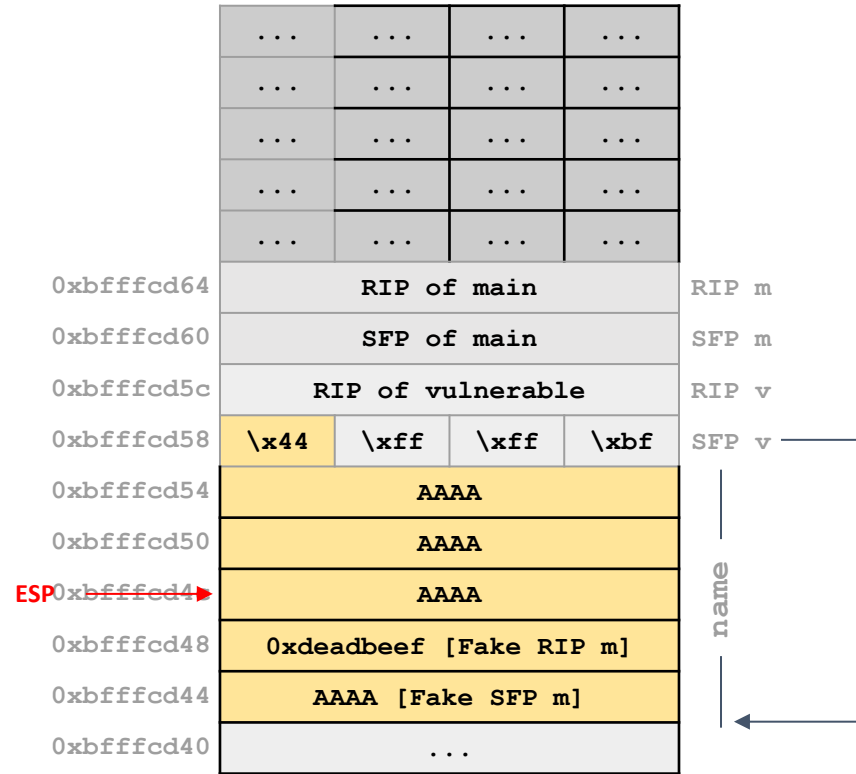 ... ... ... ...
... ... ... ...
... ... ... ...
... ... ... ...
... ... ... ...
0xbfffcd64 RIP of main RIP m
0xbfffcd60 SFP of main SFP m
0xbfffcd5c RIP of vulnerable RIP v
0xbfffcd58 \x44 \xff \xff \xbf SFP v
0xbfffcd54 AAAA
0xbfffcd50 AAAA
ESP 0xbfffcd4c AAAA
name
0xbfffcd48 0xdeadbeef [Fake RIP m]
0xbfffcd44 AAAA [Fake SFP m]
0xbfffcd40 ...